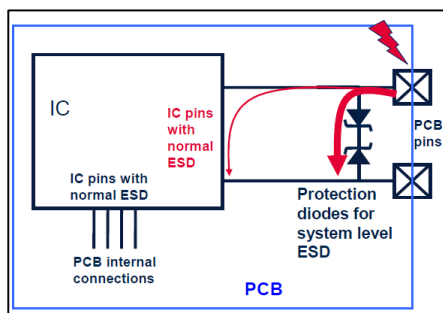 IC
IC pins
with
normal
ESD
PCB
pins
IC pins with
normal ESD
Protection
diodes for
system level
ESD
PCB internal
connections
PCB